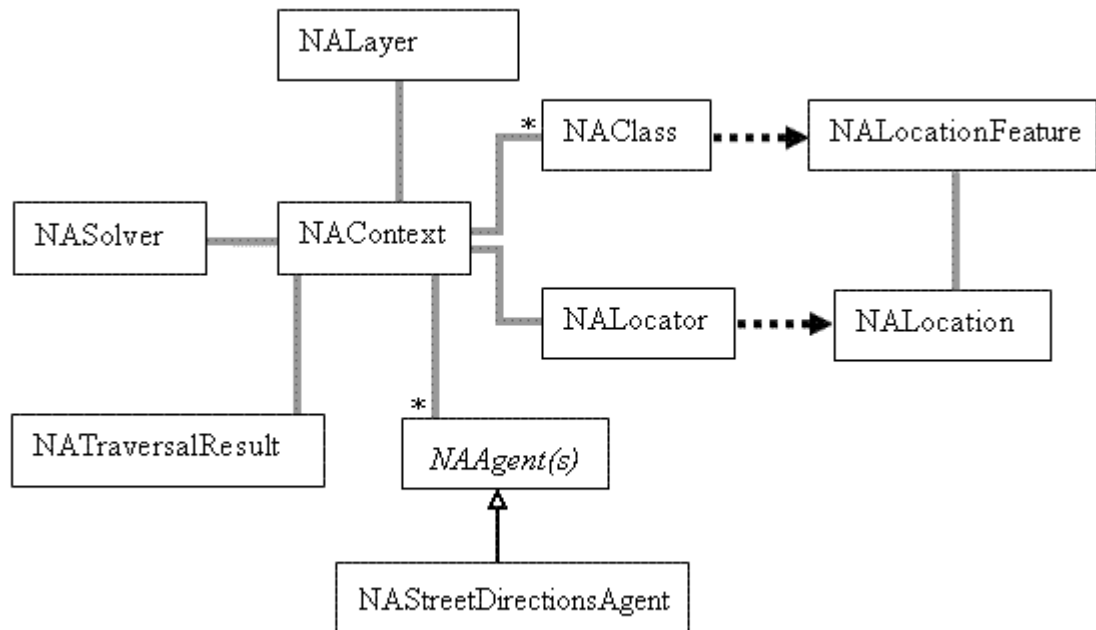 NALayer
*
NAClass
NALocationFeature
NASolver
NAContext
NALocator
NALocation
*
NATraversalResult
NAAgent(s)
NAStreetDirectionsAgent